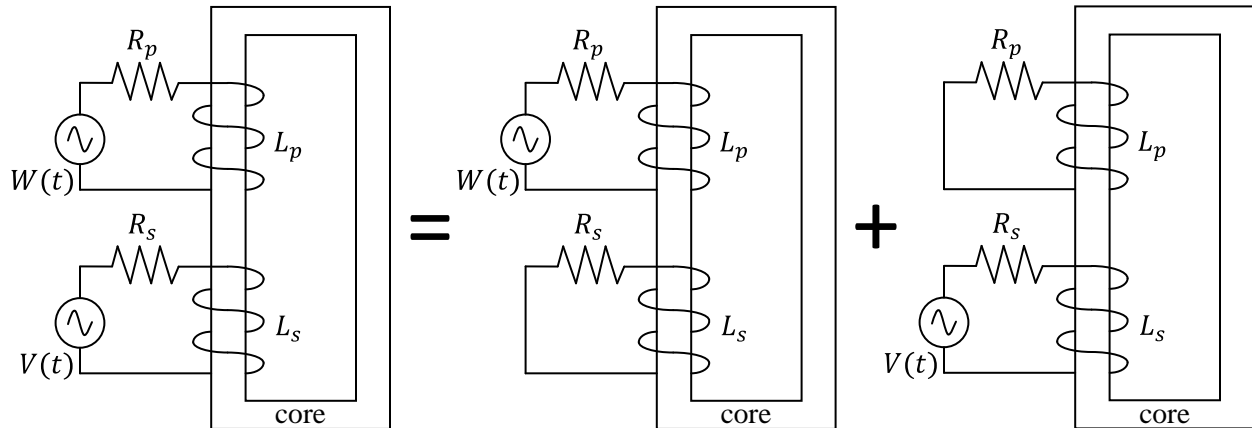 R_p
L_p
W(t)
R_s
L_s
V(t)
core
=
R_p
L_p
W(t)
R_s
L_s
core
+
R_p
L_p
R_s
L_s
V(t)
core